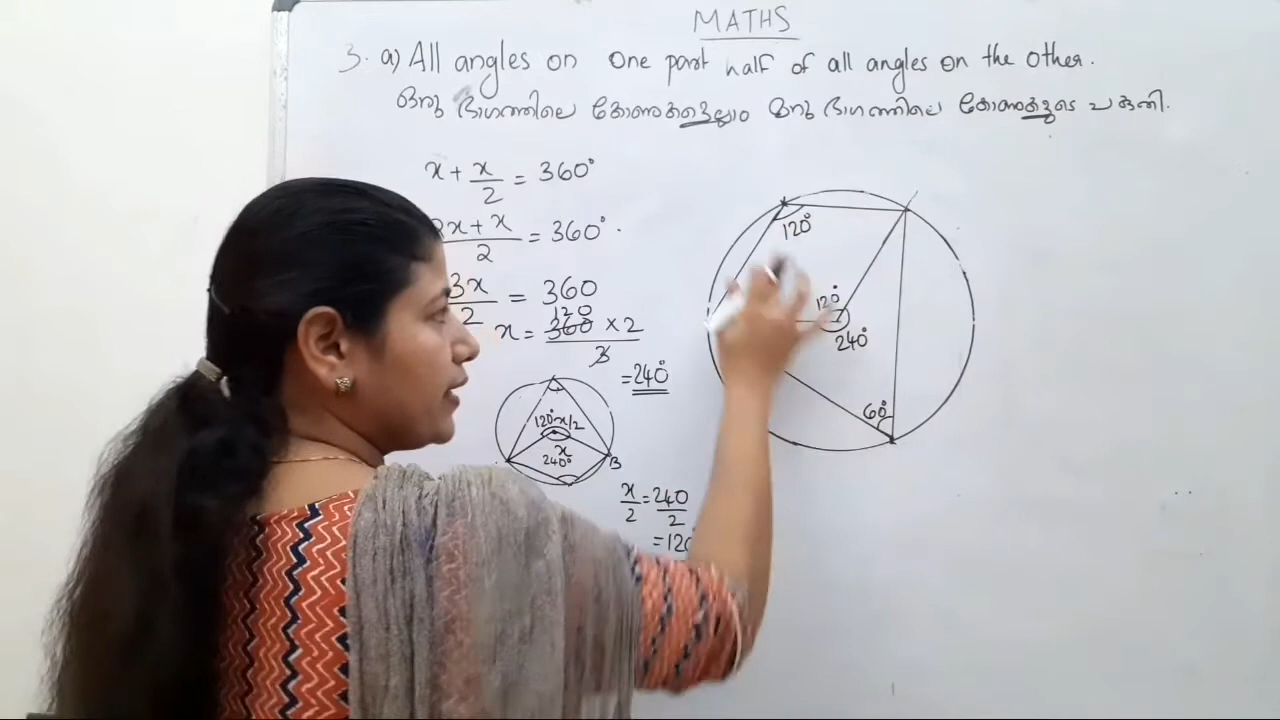 MATHS
3. a) All angles on one part half of all angles on the other.
ഒരു ഭാഗത്തിലെ കോണുകളെല്ലാം ഒരു ഭാഗത്തിലെ കോണുകളുടെ പകുതി.
x + x/2 = 360°
2x + x/2 = 360°.
3x/2 = 360
x = 360 × 2 / 3
120
= 240°
120° x/2
x
240°
B
x/2 = 240/2
= 120
120°
120°
240°
60°